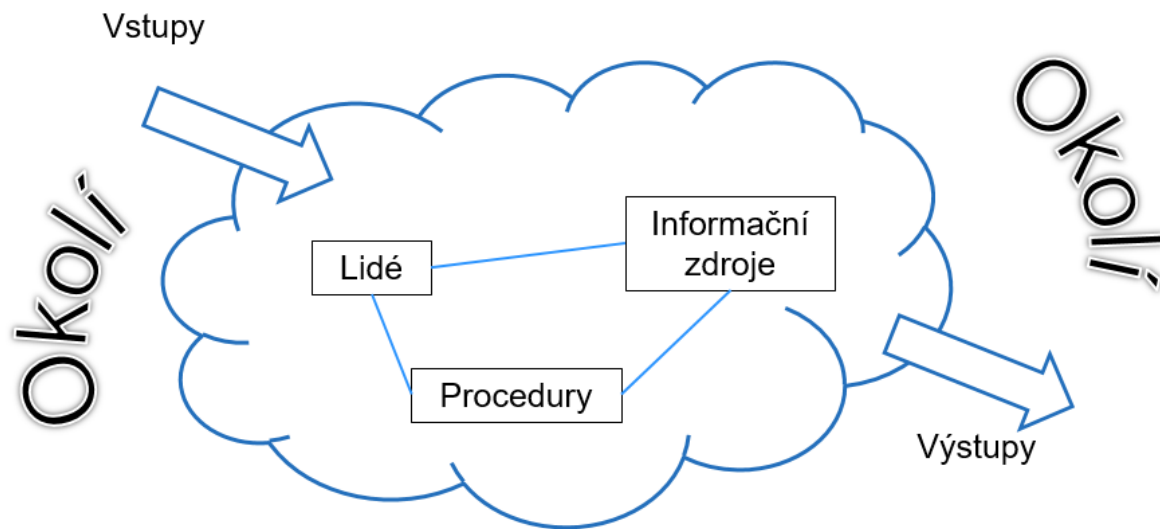 Vstupy
Okolí
Okolí
Informační
zdroje
Lidé
Procedury
Výstupy